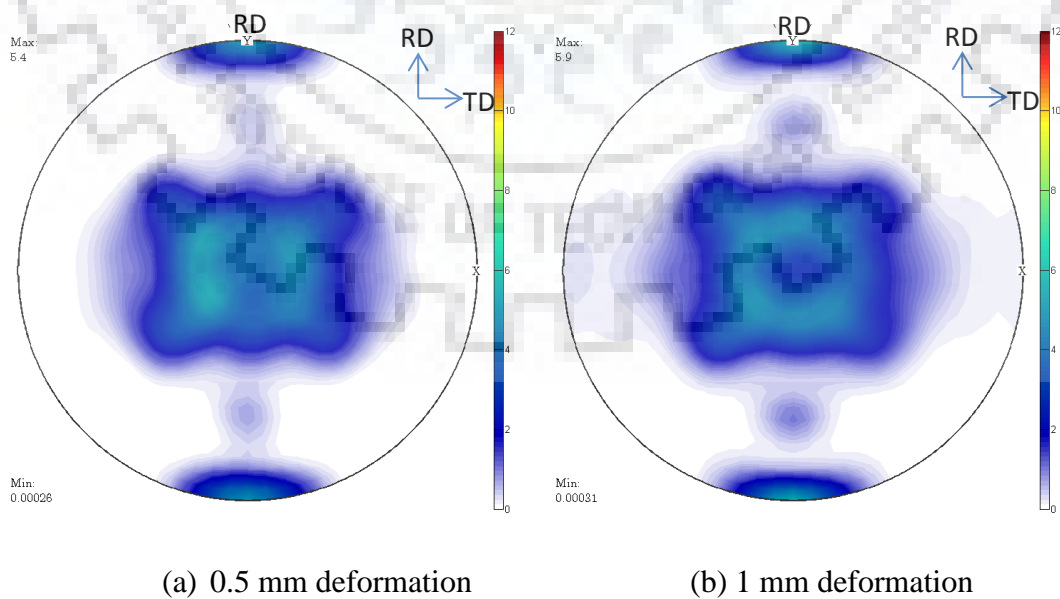 RD
Y
Max:
5.4
RD
TD
X
12
10
8
6
4
2
0
Min:
0.00026
RD
Y
Max:
5.9
RD
TD
X
12
10
8
6
4
2
0
Min:
0.00031
(a) 0.5 mm deformation
(b) 1 mm deformation